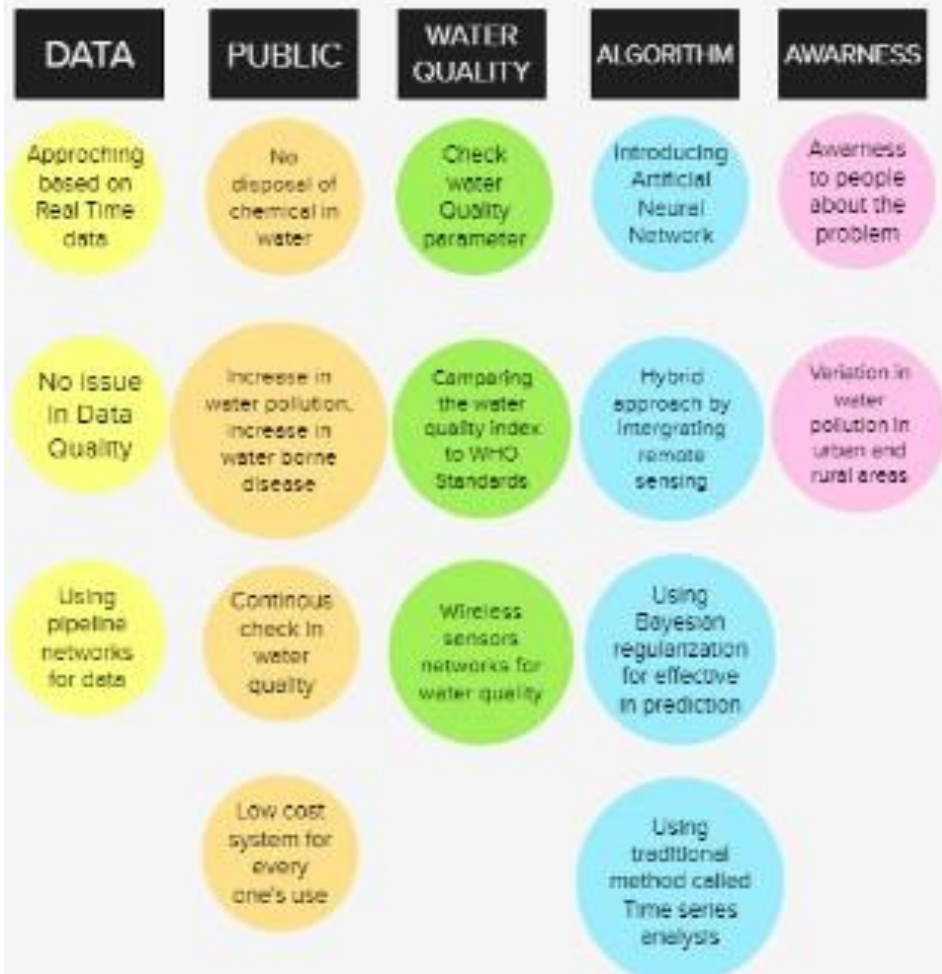 DATA
PUBLIC
WATER
QUALITY
ALGORITHM
AWARNESS
Approching
based on
Real Time
data
No
disposal of
chemical in
water
Check
water
Quality
parameter
Introducing
Artificial
Neural
Network
Awarness
to people
about the
problem
No issue
in Data
Quality
Increase in
water pollution,
increase in
water borne
disease
Camparing
the water
quality index
to WHO
Standards
Hybrid
approach by
intergrating
remote
sensing
Variation in
water
pollution in
urban and
rural areas
Using
pipeline
networks
for data
Continous
check in
water
quality
Wireless
sensors
networks for
water quality
Using
Bayesian
regularization
for effective
in prediction
Low cost
system for
every
one's use
Using
traditional
method called
Time series
analysis